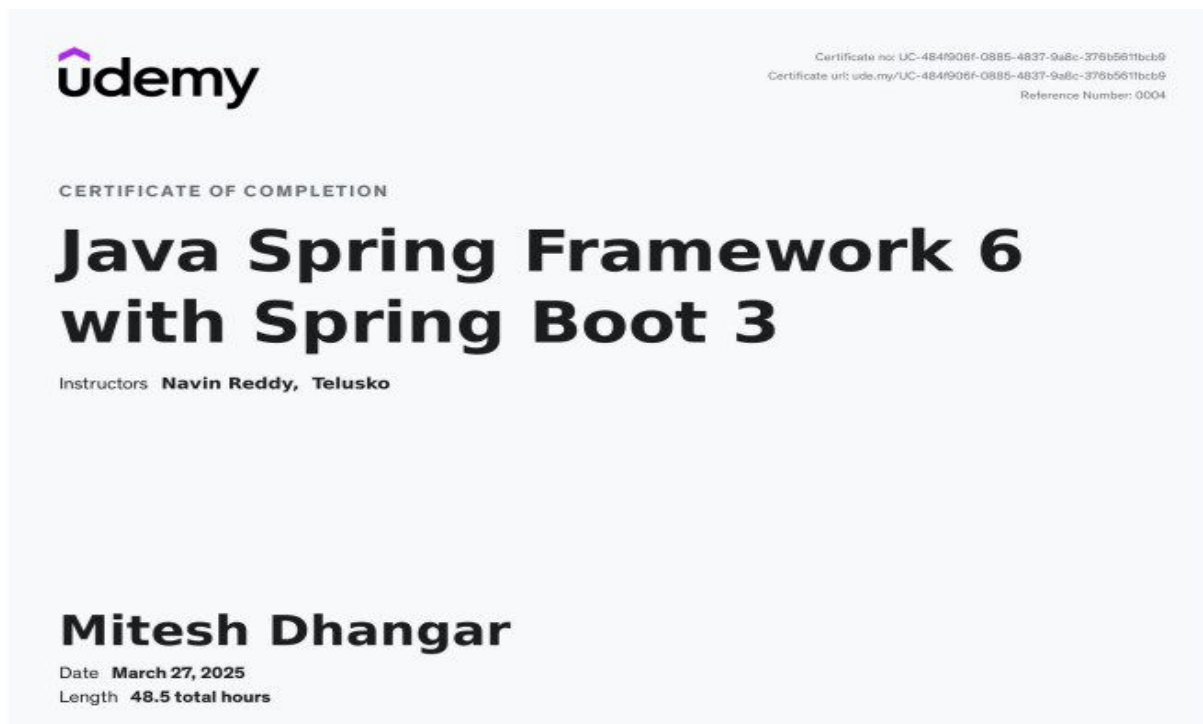 udemy
Certificate no: UC-484f906f-0885-4837-9a8c-376b5611bcb9
Certificate url: ude.my/UC-484f906f-0885-4837-9a8c-376b5611bcb9
Reference Number: 0004
CERTIFICATE OF COMPLETION
Java Spring Framework 6
with Spring Boot 3
Instructors Navin Reddy, Telusko
Mitesh Dhangar
Date March 27, 2025
Length 48.5 total hours